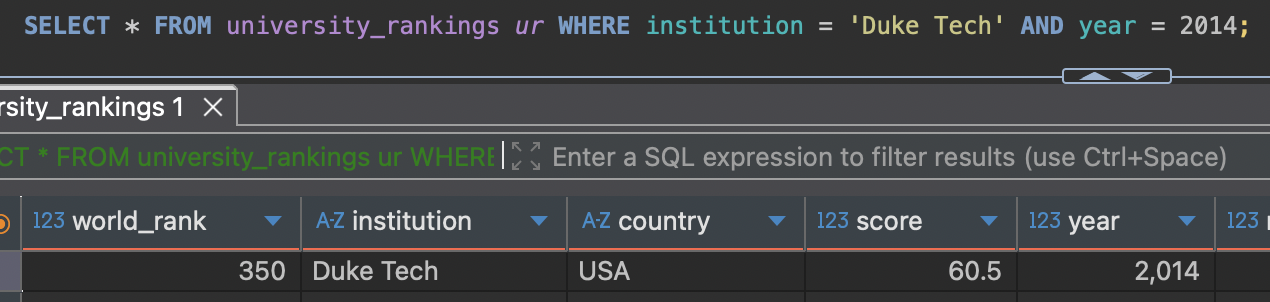 SELECT * FROM university_rankings ur WHERE institution = 'Duke Tech' AND year = 2014;
rsity_rankings 1
CT * FROM university_rankings ur WHERE Enter a SQL expression to filter results (use Ctrl+Space)
123 world_rank A-Z institution A-Z country 123 score 123 year 123
350 Duke Tech USA 60.5 2,014